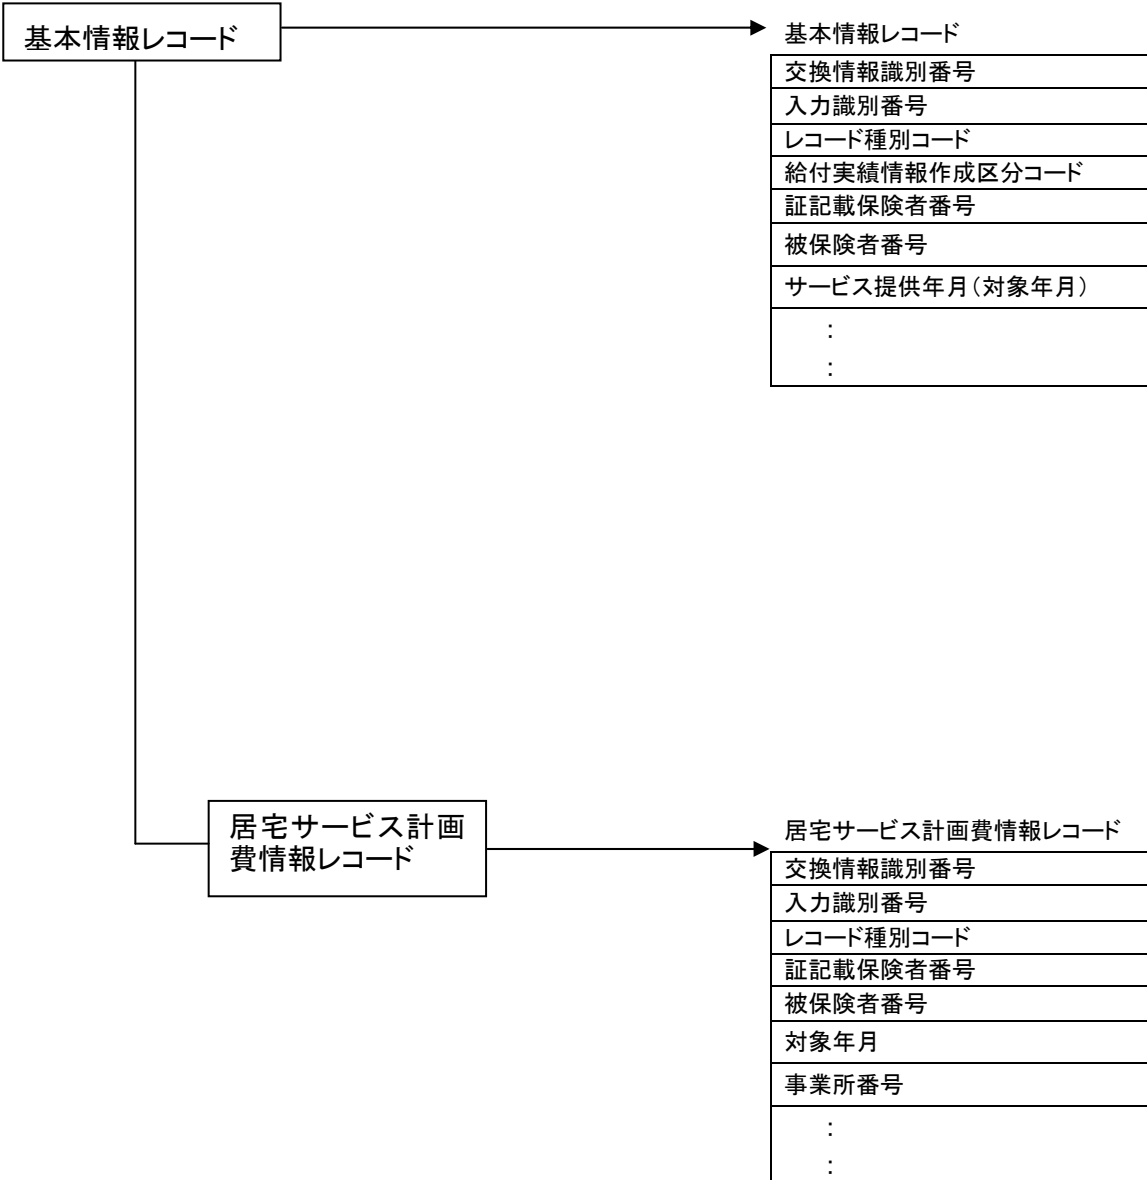 基本情報レコード
基本情報レコード
交換情報識別番号
入力識別番号
レコード種別コード
給付実績情報作成区分コード
証記載保険者番号
被保険者番号
サービス提供年月(対象年月)
:
:
居宅サービス計画
費情報レコード
居宅サービス計画費情報レコード
交換情報識別番号
入力識別番号
レコード種別コード
証記載保険者番号
被保険者番号
対象年月
事業所番号
:
: